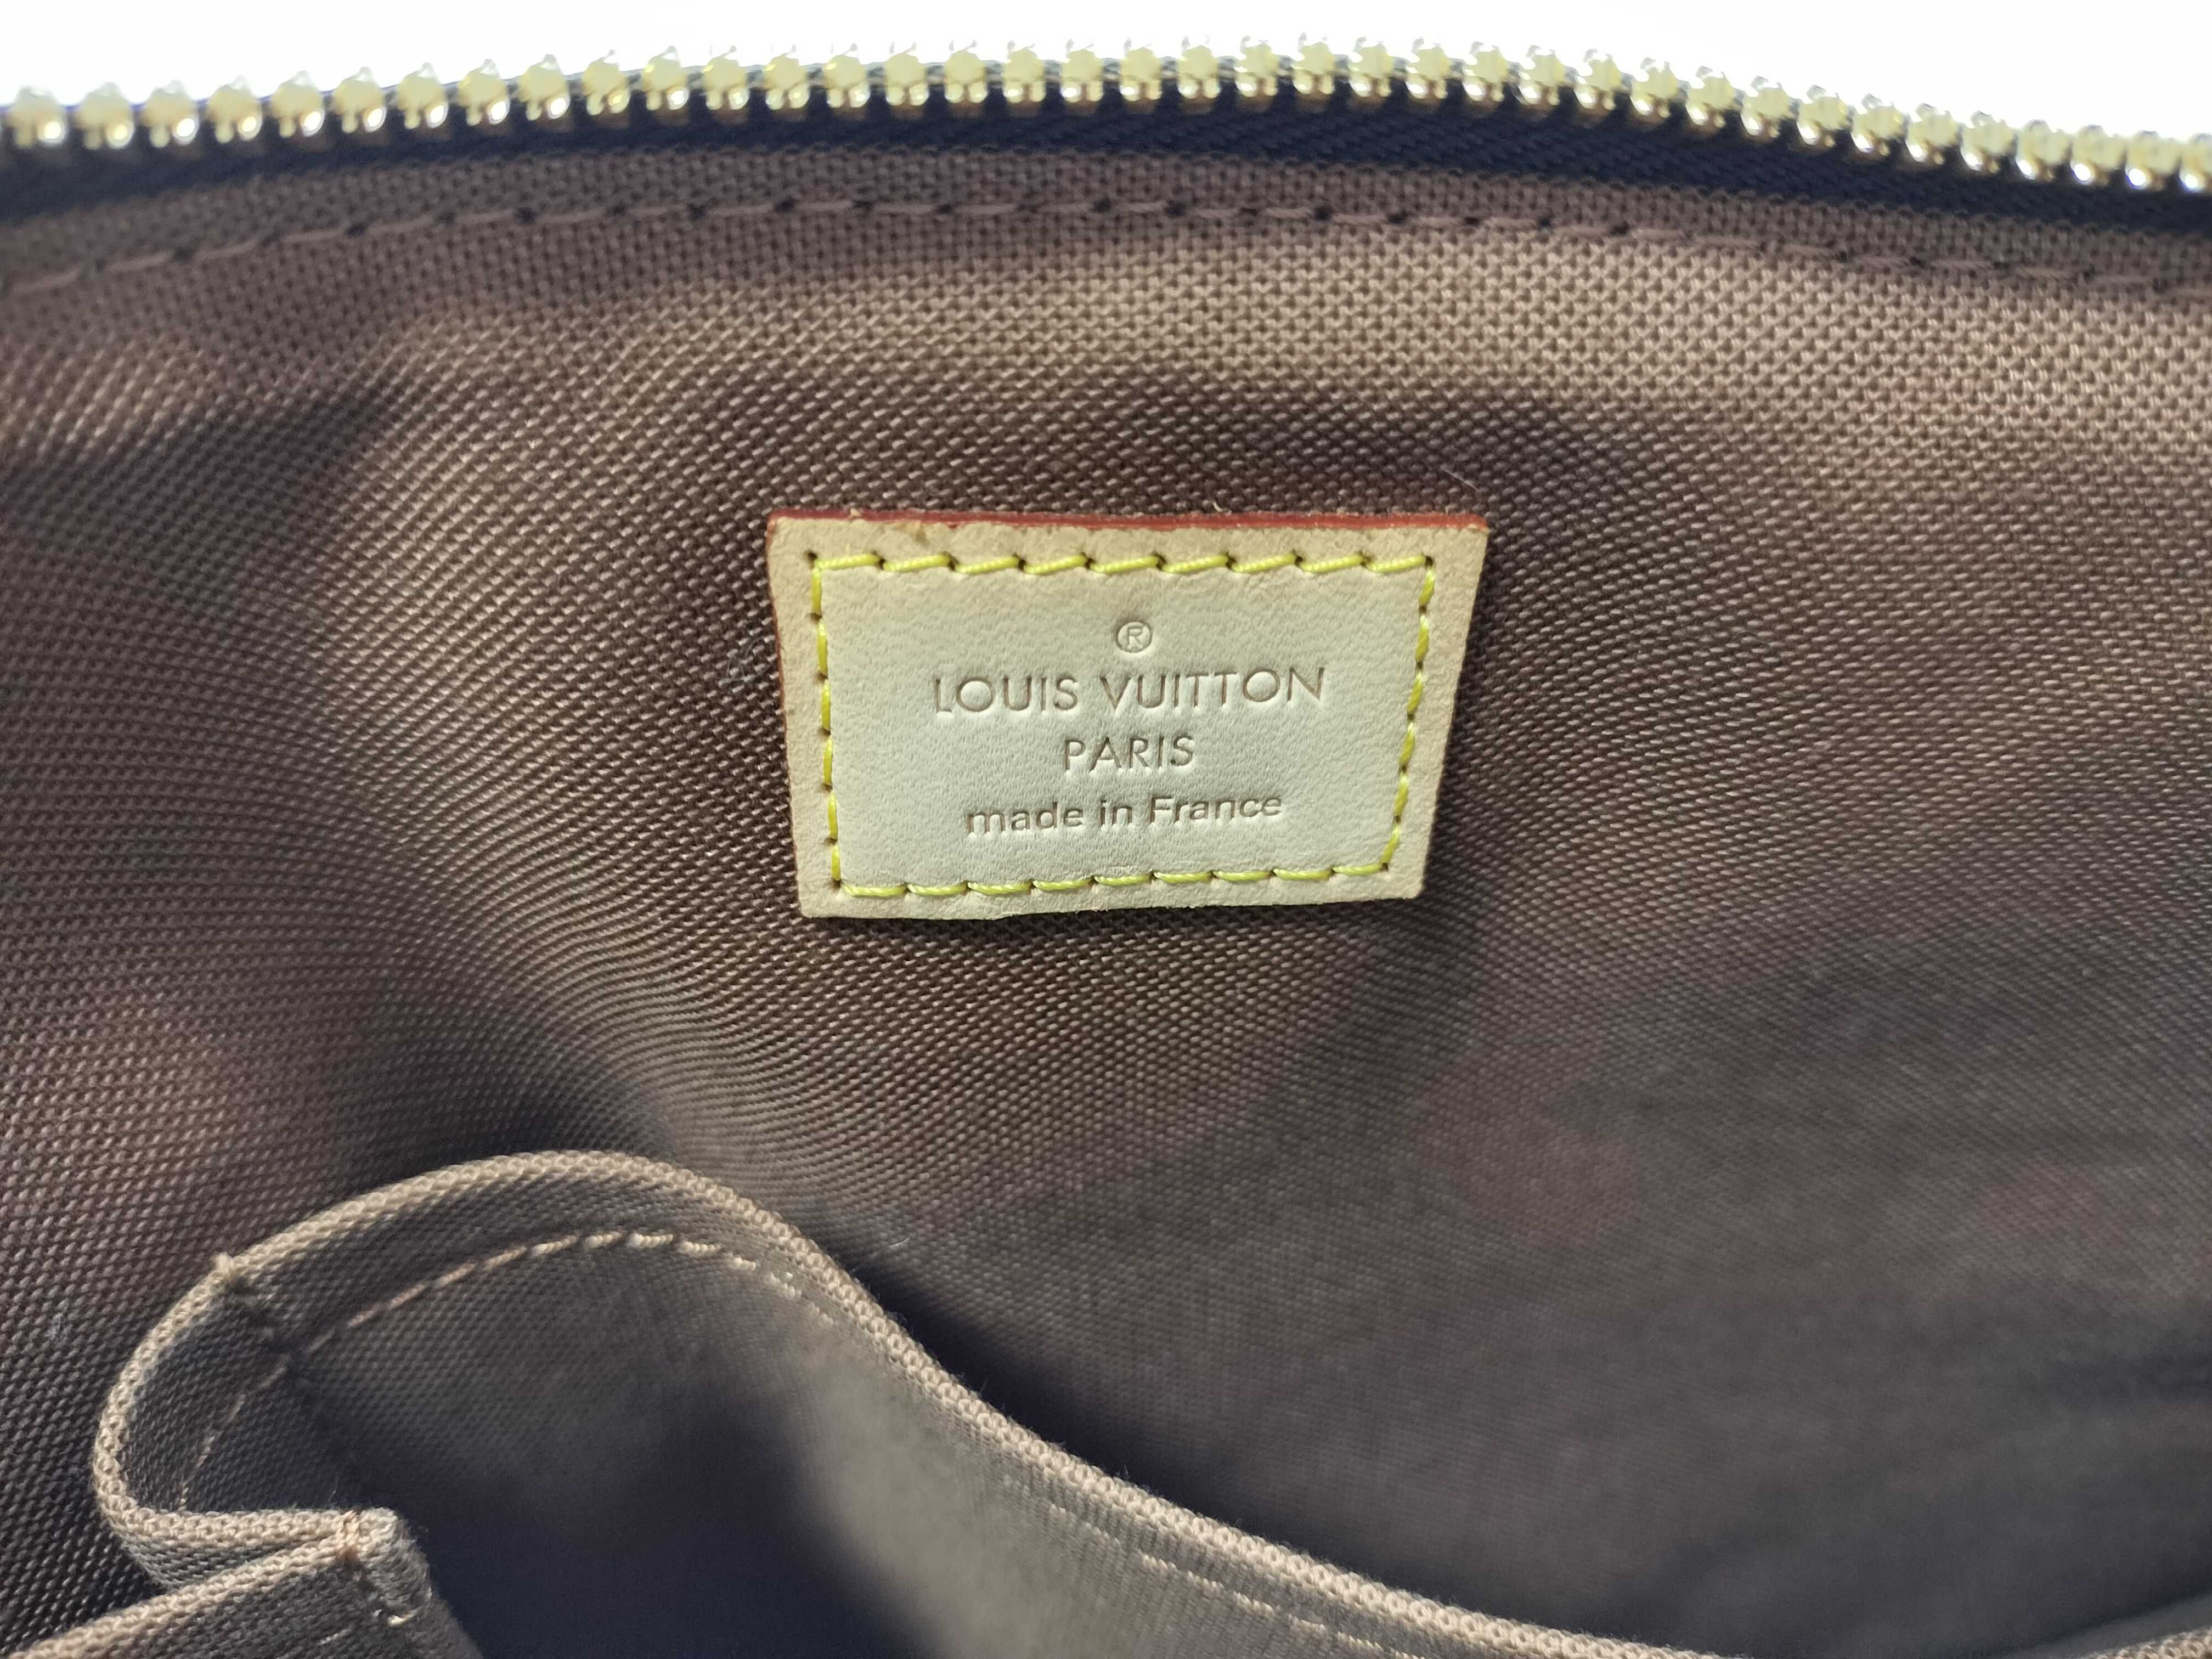 ®
LOUIS VUITTON
PARIS
made in France